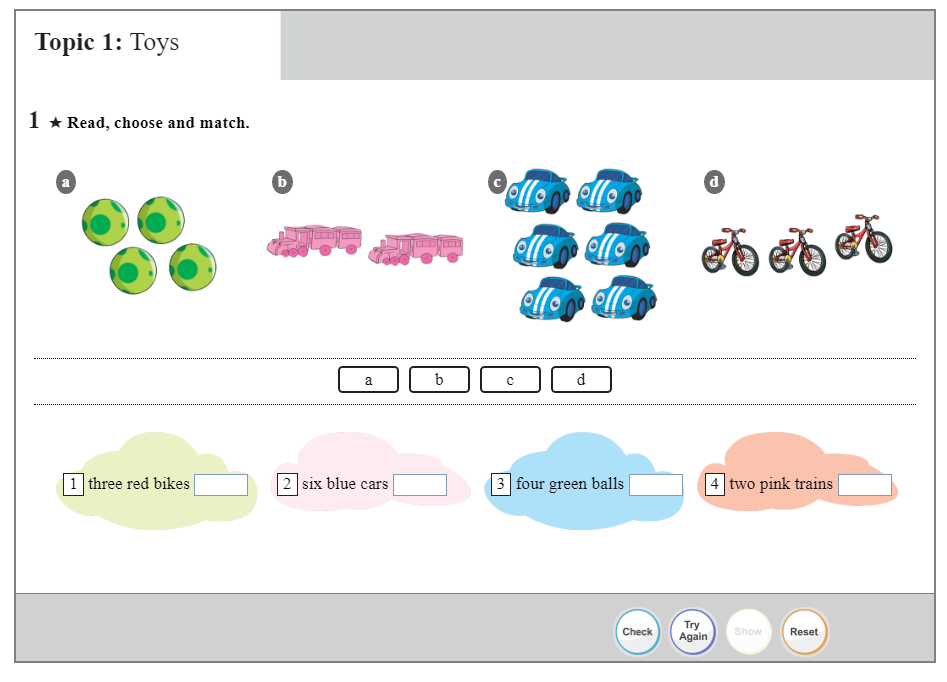 Topic 1: Toys
1 ★ Read, choose and match.
a b c d
a b c d
1 three red bikes 2 six blue cars 3 four green balls 4 two pink trains
Check Try Again Show Reset